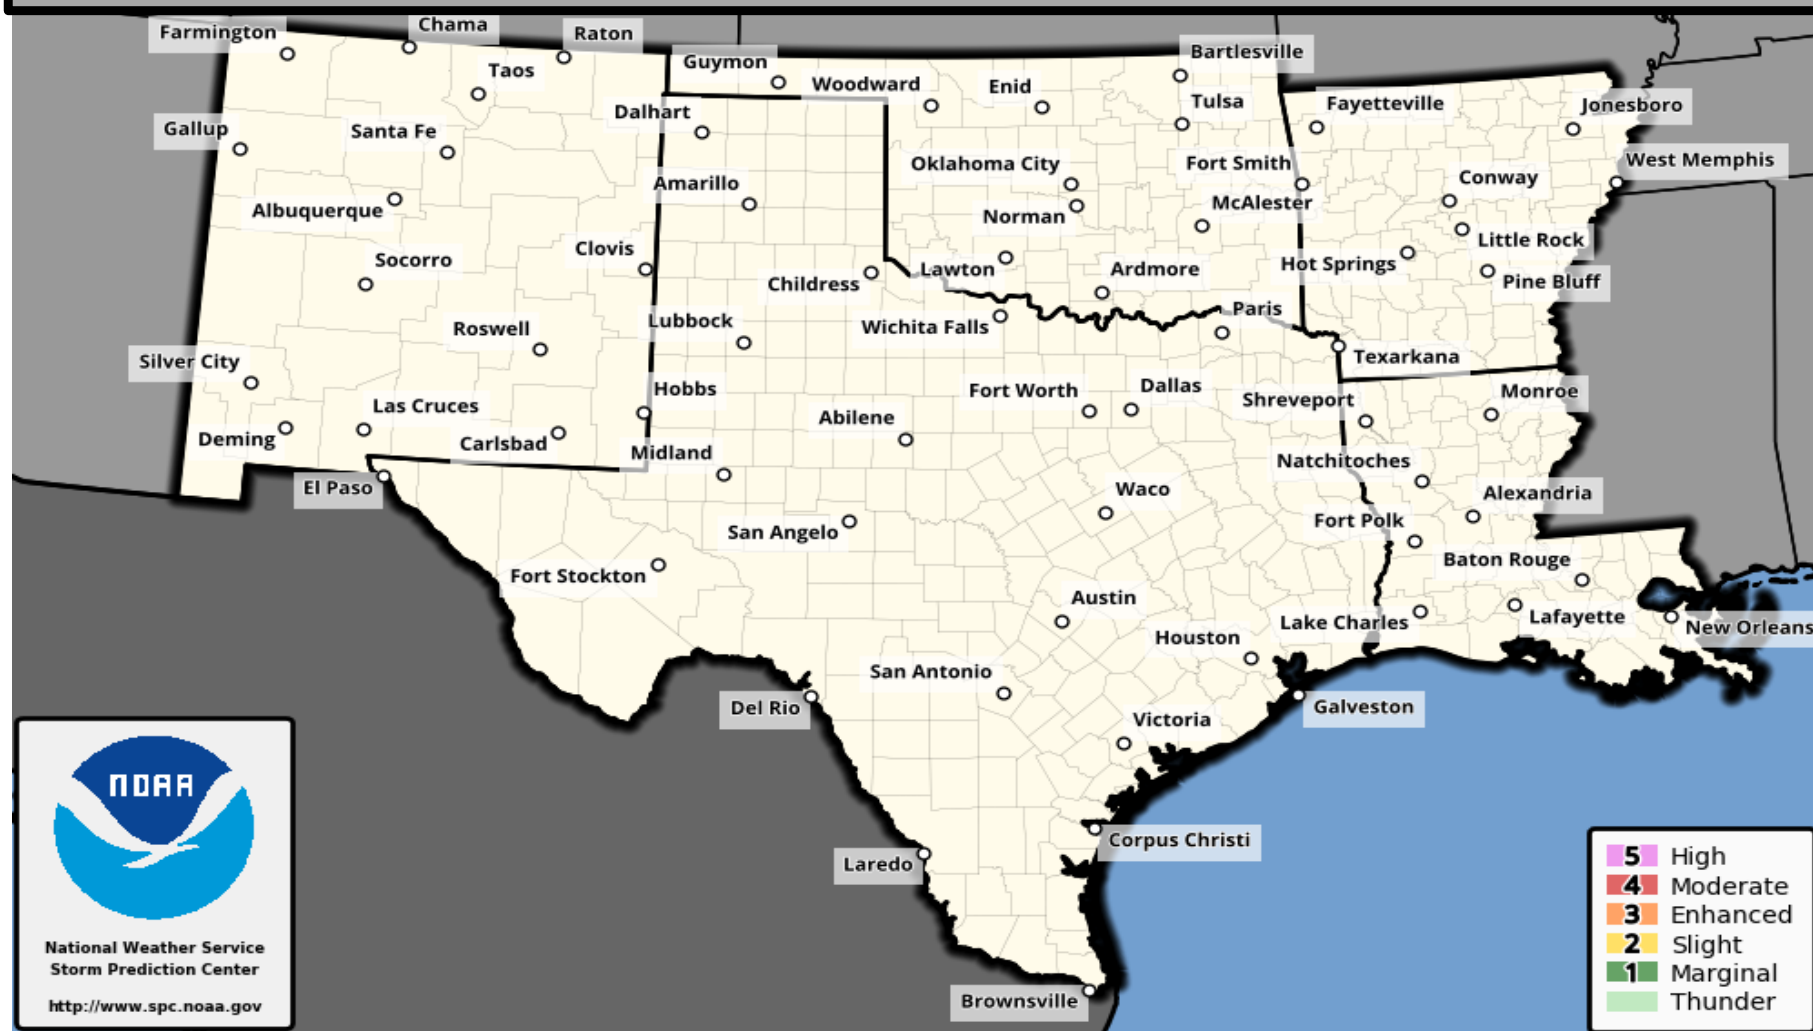 Farmington
Chama
Raton
Taos
Guymon
Woodward
Enid
Bartlesville
Tulsa
Fayetteville
Jonesboro
Gallup
Santa Fe
Dalhart
Oklahoma City
Fort Smith
Conway
West Memphis
Albuquerque
Amarillo
Norman
McAlester
Little Rock
Socorro
Clovis
Childress
Lawton
Ardmore
Hot Springs
Pine Bluff
Roswell
Lubbock
Wichita Falls
Paris
Texarkana
Silver City
Hobbs
Fort Worth
Dallas
Shreveport
Monroe
Deming
Las Cruces
Carlsbad
Midland
Abilene
Natchitoches
El Paso
San Angelo
Waco
Alexandria
Fort Polk
Fort Stockton
Baton Rouge
Austin
Houston
Lake Charles
Lafayette
New Orleans
San Antonio
Del Rio
Victoria
Galveston
Corpus Christi
Laredo
Brownsville
NOAA
National Weather Service
Storm Prediction Center
http://www.spc.noaa.gov
5 High
4 Moderate
3 Enhanced
2 Slight
1 Marginal
Thunder